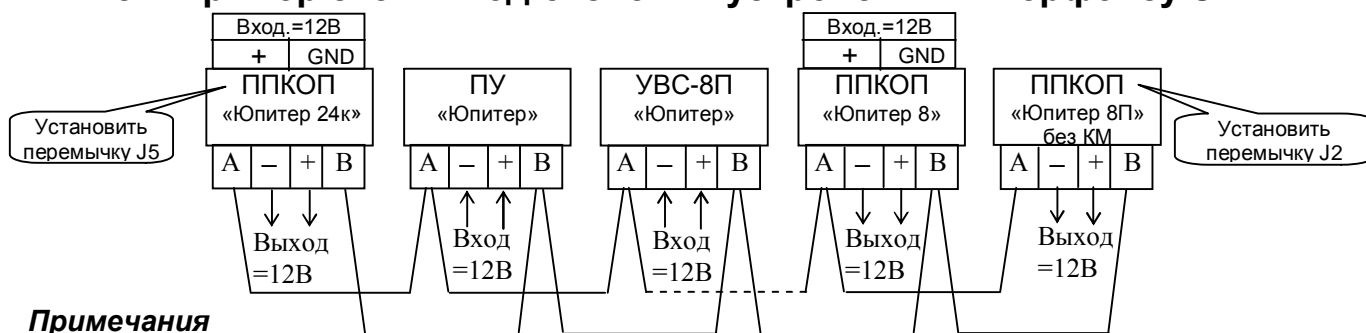 Вход.=12В
+ GND
ППКОП
«Юпитер 24к»
Установить
перемычку J5
А – + В
Выход
=12В
ПУ
«Юпитер»
А – + В
Вход
=12В
УВС-8П
«Юпитер»
А – + В
Вход
=12В
Вход.=12В
+ GND
ППКОП
«Юпитер 8»
А – + В
Выход
=12В
ППКОП
«Юпитер 8П»
без КМ
Установить
перемычку J2
А – + В
Выход
=12В
Примечания